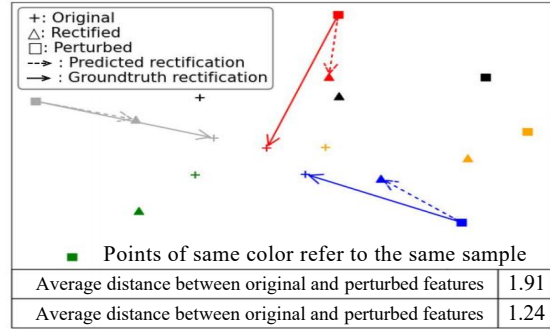 +: Original
△: Rectified
□: Perturbed
: Predicted rectification
: Groundtruth rectification
Points of same color refer to the same sample
Average distance between original and perturbed features 1.91
Average distance between original and perturbed features 1.24